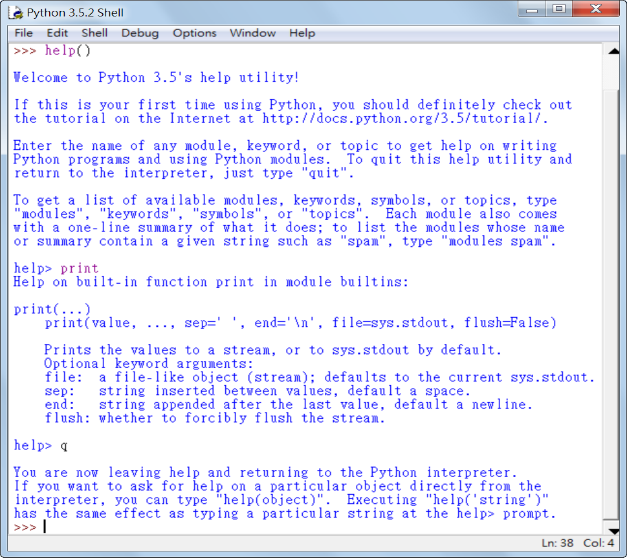 Python 3.5.2 Shell
File Edit Shell Debug Options Window Help
>>> help()
Welcome to Python 3.5's help utility!
If this is your first time using Python, you should definitely check out
the tutorial on the Internet at http://docs.python.org/3.5/tutorial/.
Enter the name of any module, keyword, or topic to get help on writing
Python programs and using Python modules.  To quit this help utility and
return to the interpreter, just type "quit".
To get a list of available modules, keywords, symbols, or topics, type
"modules", "keywords", "symbols", or "topics".  Each module also comes
with a one-line summary of what it does; to list the modules whose name
or summary contain a given string such as "spam", type "modules spam".
help> print
Help on built-in function print in module builtins:
print(...)
    print(value, ..., sep=' ', end='\n', file=sys.stdout, flush=False)
    Prints the values to a stream, or to sys.stdout by default.
    Optional keyword arguments:
    file:  a file-like object (stream); defaults to the current sys.stdout.
    sep:   string inserted between values, default a space.
    end:   string appended after the last value, default a newline.
    flush: whether to forcibly flush the stream.
help> q
You are now leaving help and returning to the Python interpreter.
If you want to ask for help on a particular object directly from the
interpreter, you can type "help(object)".  Executing "help('string')"
has the same effect as typing a particular string at the help> prompt.
>>>
Ln: 38 Col: 4